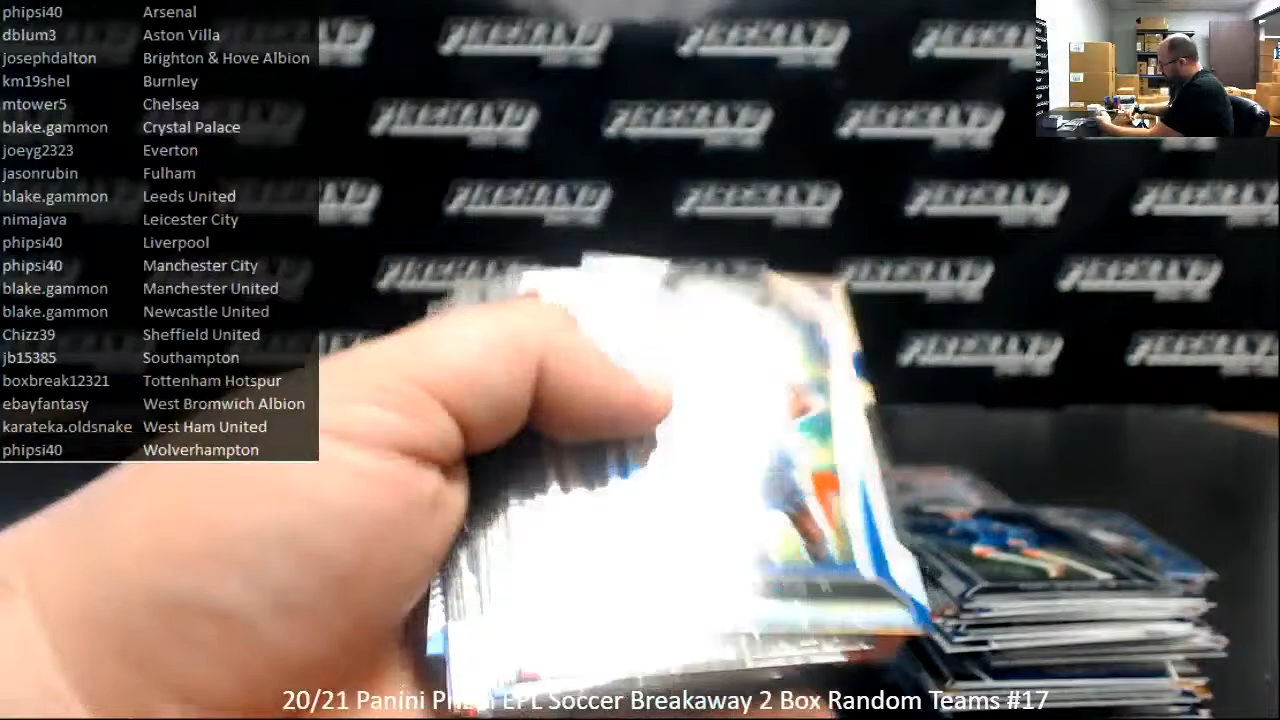 phipsi40 Arsenal
dblum3 Aston Villa
josephdalton Brighton & Hove Albion
km19shel Burnley
mtower5 Chelsea
blake.gammon Crystal Palace
joeyg2323 Everton
jasonrubin Fulham
blake.gammon Leeds United
nimajava Leicester City
phipsi40 Liverpool
phipsi40 Manchester City
blake.gammon Manchester United
blake.gammon Newcastle United
Chizz39 Sheffield United
jb15385 Southampton
boxbreak12321 Tottenham Hotspur
ebayfantasy West Bromwich Albion
karateka.oldsnake West Ham United
phipsi40 Wolverhampton
20/21 Panini Prizm EPL Soccer Breakaway 2 Box Random Teams #17